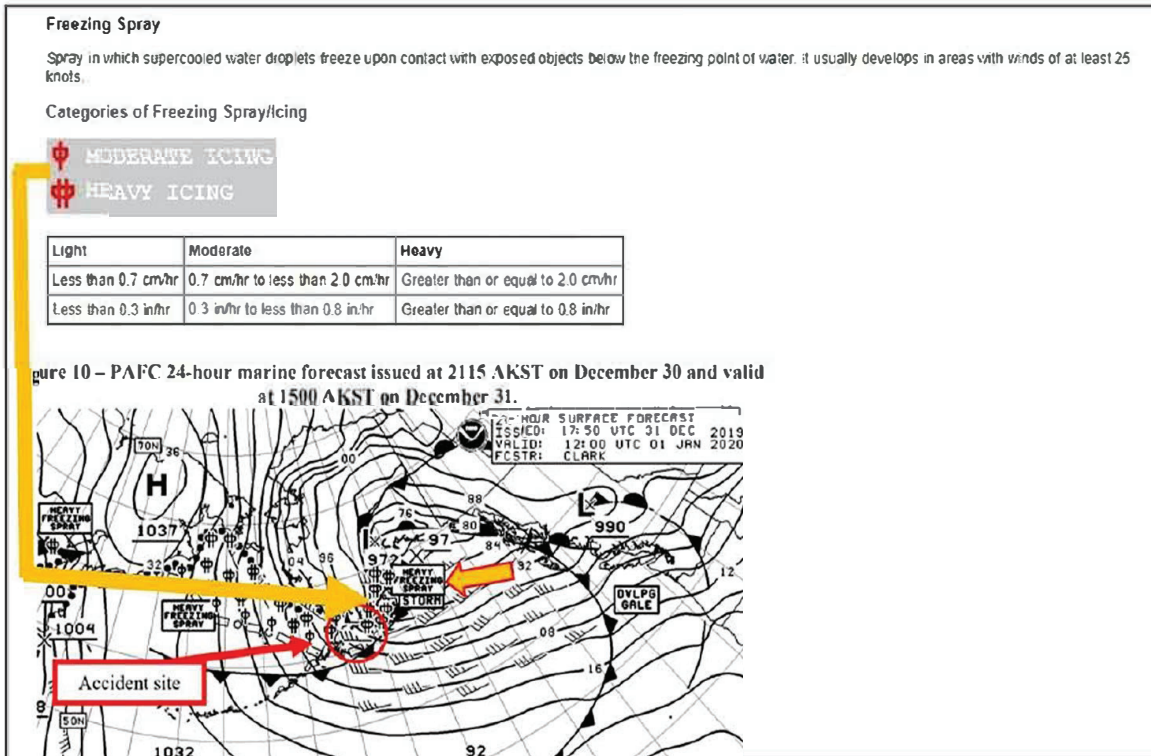 Freezing Spray
Spray in which supercooled water droplets freeze upon contact with exposed objects below the freezing point of water. it usually develops in areas with winds of at least 25
knots.
Categories of Freezing Spray/Icing
MODERATE ICING
HEAVY ICING
Light Moderate Heavy
Less than 0.7 cm/hr 0.7 cm/hr to less than 2.0 cm/hr Greater than or equal to 2.0 cm/hr
Less than 0.3 in/hr 0.3 in/hr to less than 0.8 in/hr Greater than or equal to 0.8 in/hr
gure 10 – PAFC 24-hour marine forecast issued at 2115 AKST on December 30 and valid
at 1500 AKST on December 31.
HOUR SURFACE FORECAST
ISSUED: 17:50 UTC 31 DEC 2019
VALID: 12:00 UTC 01 JAN 2020
FCSTR: CLARK
70N
36
00
H
88
76
80
L
HEAVY
FREEZING
SPRAY
1037
97
84
990
32
04
96
97
92
HEAVY
FREEZING
SPRAY
STORM
12
00
DVLPG
GALE
HEAVY
FREEZING
SPRAY
1004
08
16
Accident site
8
50N
1032
92